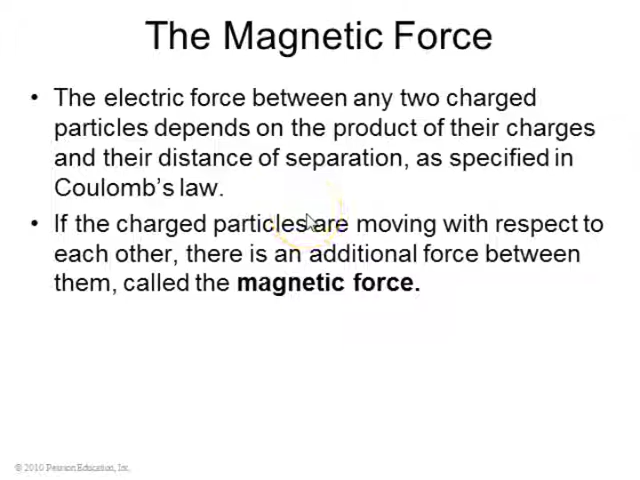 The Magnetic Force
• The electric force between any two charged
particles depends on the product of their charges
and their distance of separation, as specified in
Coulomb’s law.
• If the charged particles are moving with respect to
each other, there is an additional force between
them, called the magnetic force.
© 2010 Pearson Education, Inc.